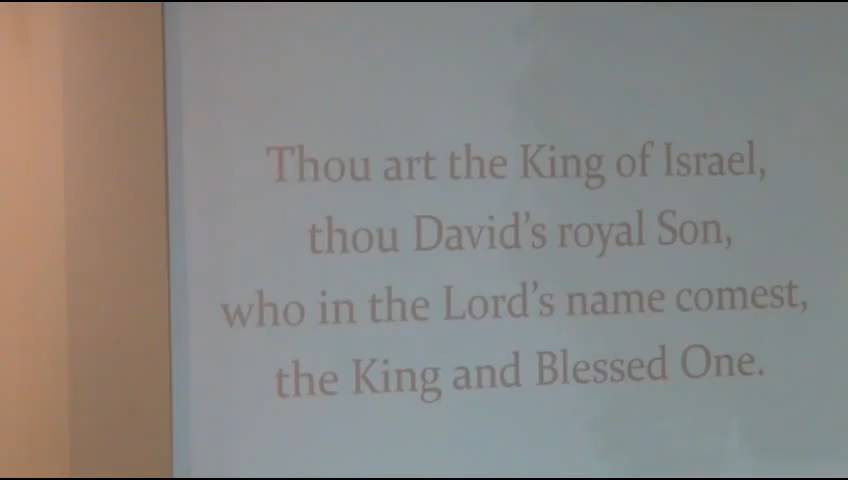 Thou art the King of Israel,
thou David's royal Son,
who in the Lord's name comest,
the King and Blessed One.